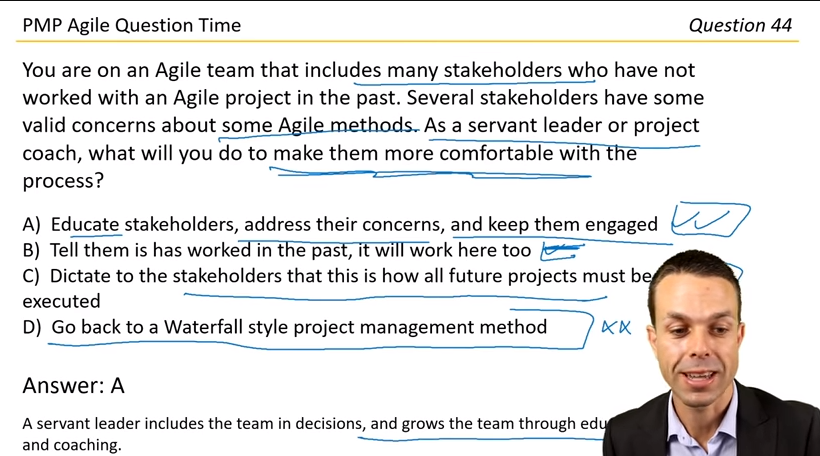 PMP Agile Question Time
Question 44
You are on an Agile team that includes many stakeholders who have not
worked with an Agile project in the past. Several stakeholders have some
valid concerns about some Agile methods. As a servant leader or project
coach, what will you do to make them more comfortable with the
process?
A) Educate stakeholders, address their concerns, and keep them engaged
B) Tell them is has worked in the past, it will work here too
C) Dictate to the stakeholders that this is how all future projects must be
executed
D) Go back to a Waterfall style project management method
Answer: A
A servant leader includes the team in decisions, and grows the team through
and coaching.